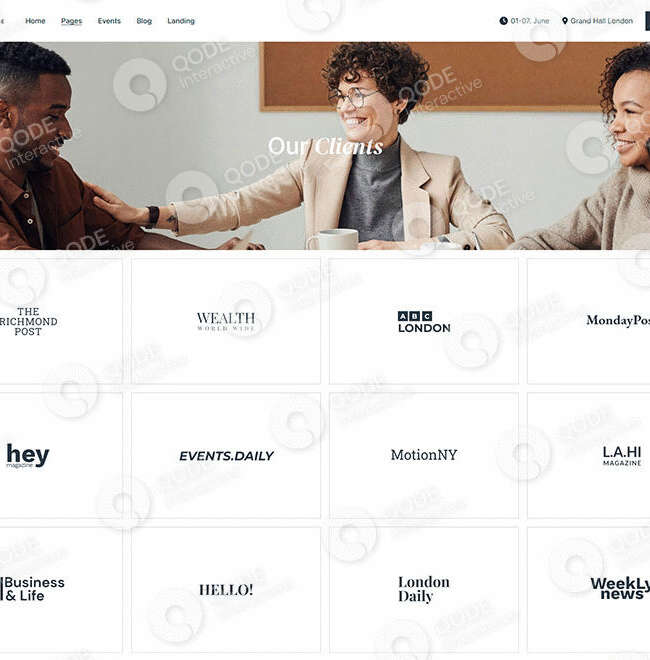 Home Pages Events Blog Landing 01-07, June Grand Hall London
Our Clients
THE
RICHMOND
POST
WEALTH
WORLD WIDE
ABC
LONDON
MondayPos
hey
magazine
EVENTS.DAILY
MotionNY
L.A.HI
MAGAZINE
Business
& Life
HELLO!
London
Daily
WeekLy
news
QODE
interactive